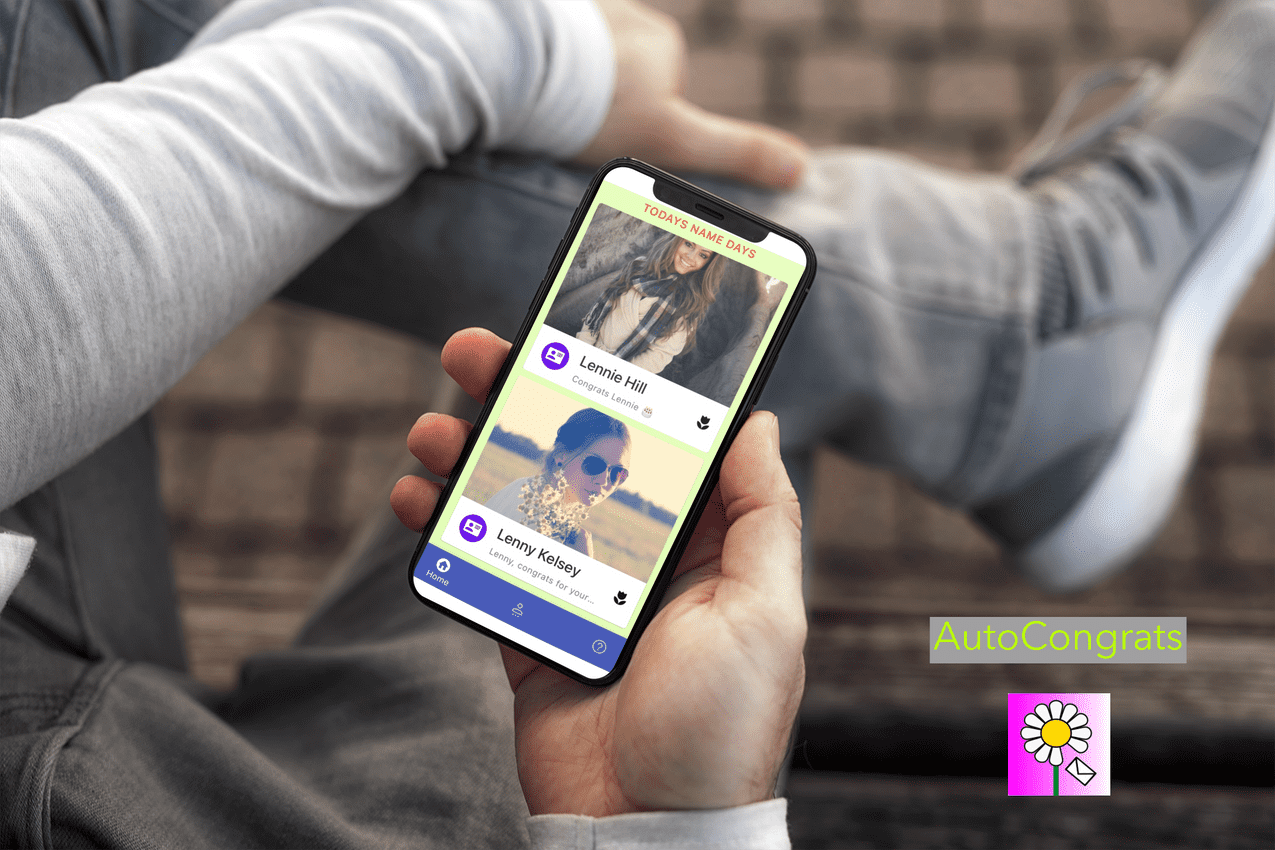 TODAYS NAME DAYS
Lennie Hill
Congrats Lennie 🎂
Lenny Kelsey
Lenny, congrats for your...
Home
?
AutoCongrats